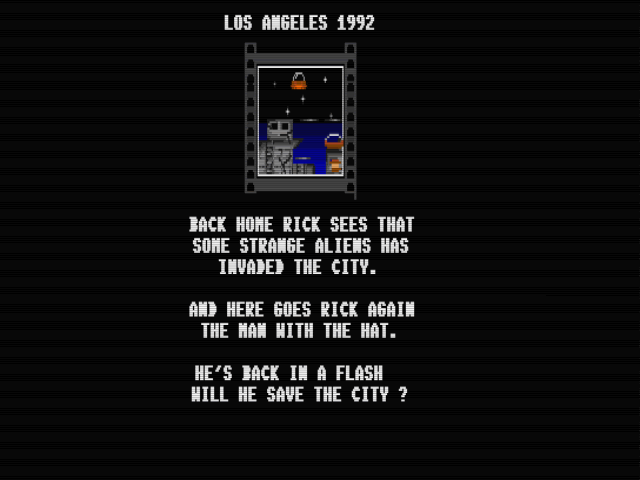 LOS ANGELES 1992
BACK HOME RICK SEES THAT
SOME STRANGE ALIENS HAS
INVADED THE CITY.
AND HERE GOES RICK AGAIN
THE MAN WITH THE HAT.
HE'S BACK IN A FLASH
WILL HE SAVE THE CITY ?